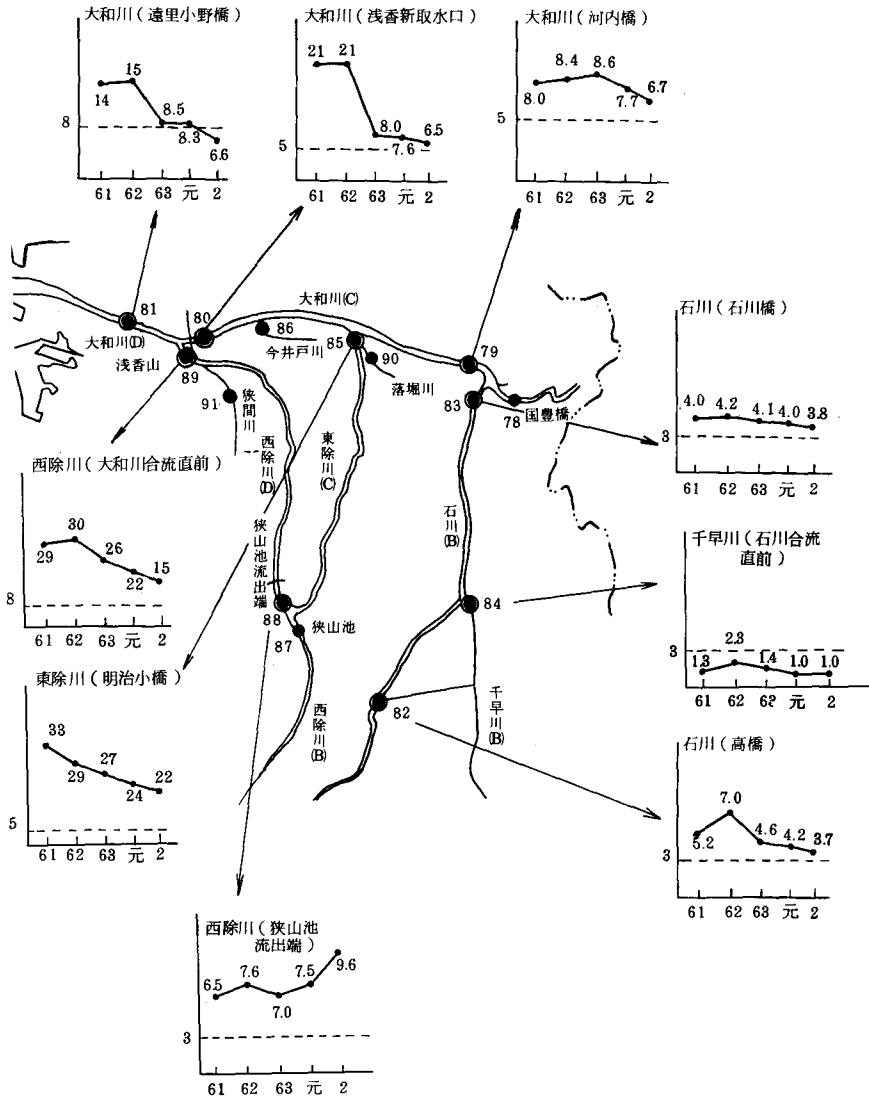 大和川(遠里小野橋)
14
15
8.5
8.3
6.6
8
61 62 63 元 2
大和川(浅香新取水口)
21
21
8.0
7.6
6.5
5
61 62 63 元 2
大和川(河内橋)
8.0
8.4
8.6
7.7
6.7
5
61 62 63 元 2
81
大和川(D)
80
浅香山
89
86
今井戸川
大和川(C)
85
90
落堀川
79
83
78
国豊橋
91
狭間川
西除川(D)
東除川(C)
石川(B)
狭山池流出端
88
87
狭山池
西除川(B)
84
82
千早川(B)
石川(石川橋)
4.0
4.2
4.1
4.0
3.8
3
61 62 63 元 2
西除川(大和川合流直前)
29
30
26
22
15
8
61 62 63 元 2
千早川(石川合流
直前)
1.3
2.3
1.4
1.0
1.0
3
61 62 63 元 2
東除川(明治小橋)
33
29
27
24
22
5
61 62 63 元 2
石川(高橋)
5.2
7.0
4.6
4.2
3.7
3
61 62 63 元 2
西除川(狭山池
流出端)
6.5
7.6
7.0
7.5
9.6
3
61 62 63 元 2